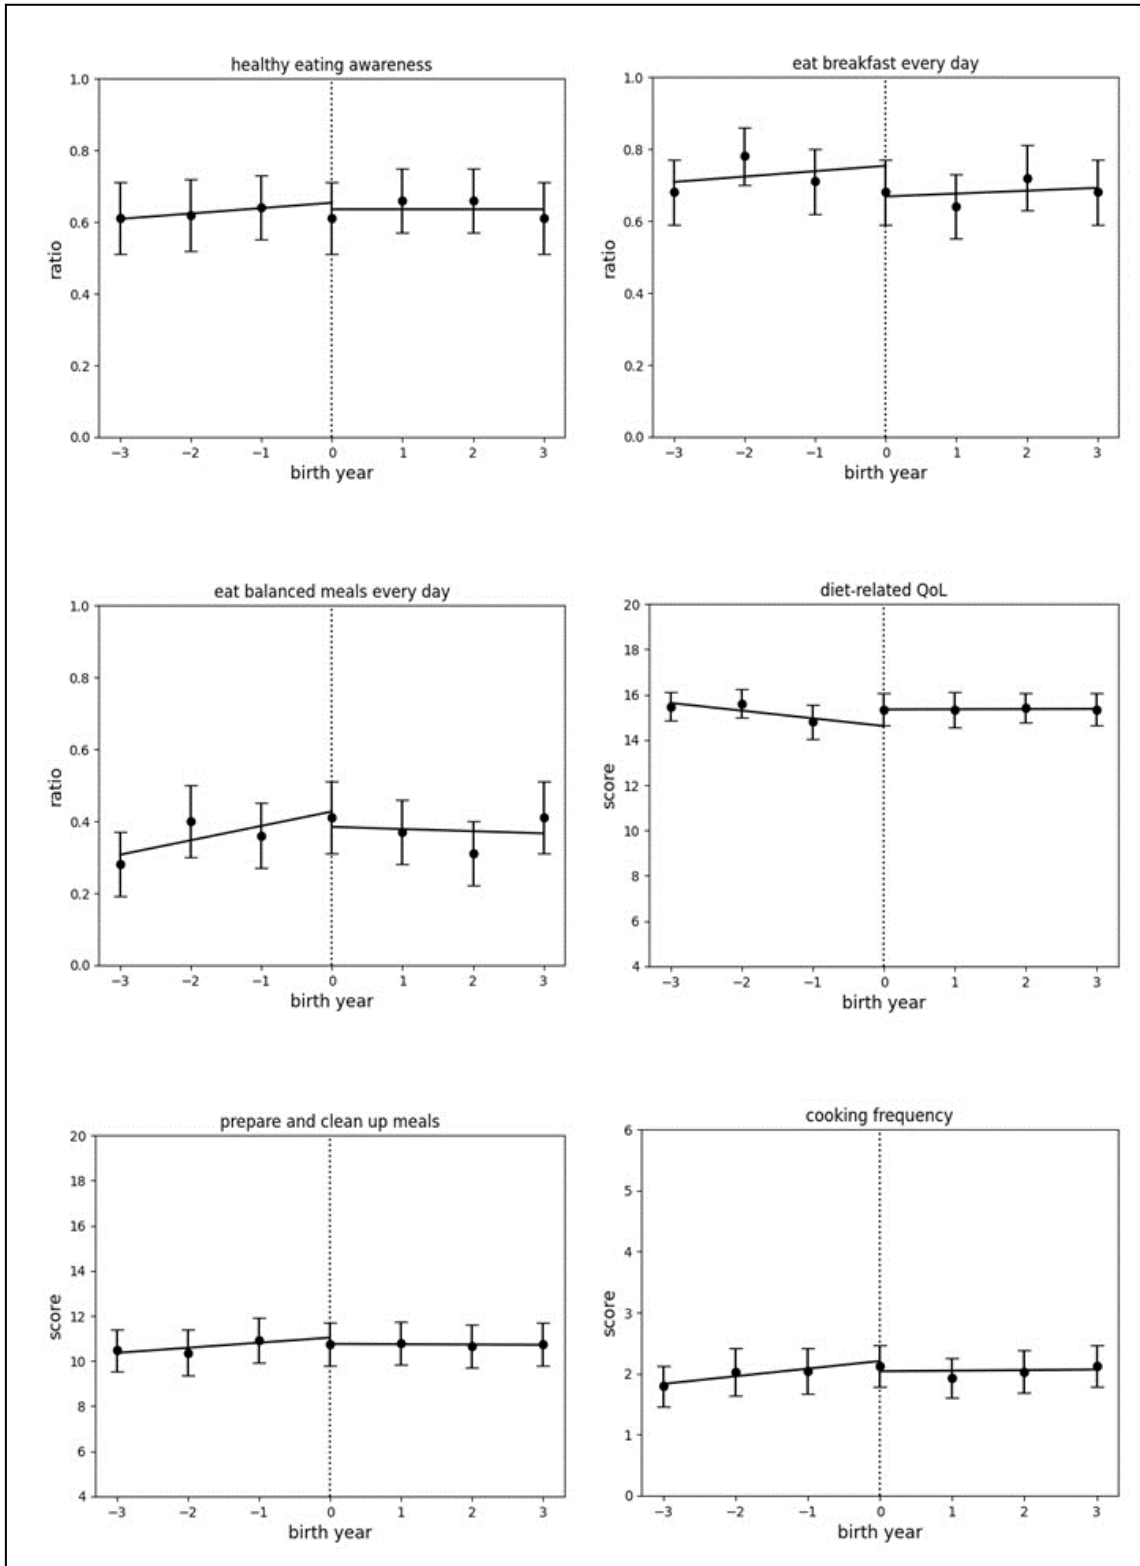 healthy eating awareness
1.0
0.8
0.6
0.4
0.2
0.0
ratio
−3 −2 −1 0 1 2 3
birth year
eat breakfast every day
1.0
0.8
0.6
0.4
0.2
0.0
ratio
−3 −2 −1 0 1 2 3
birth year
eat balanced meals every day
1.0
0.8
0.6
0.4
0.2
0.0
ratio
−3 −2 −1 0 1 2 3
birth year
diet-related QoL
20
18
16
14
12
10
8
6
4
score
−3 −2 −1 0 1 2 3
birth year
prepare and clean up meals
20
18
16
14
12
10
8
6
4
score
−3 −2 −1 0 1 2 3
birth year
cooking frequency
6
5
4
3
2
1
0
score
−3 −2 −1 0 1 2 3
birth year